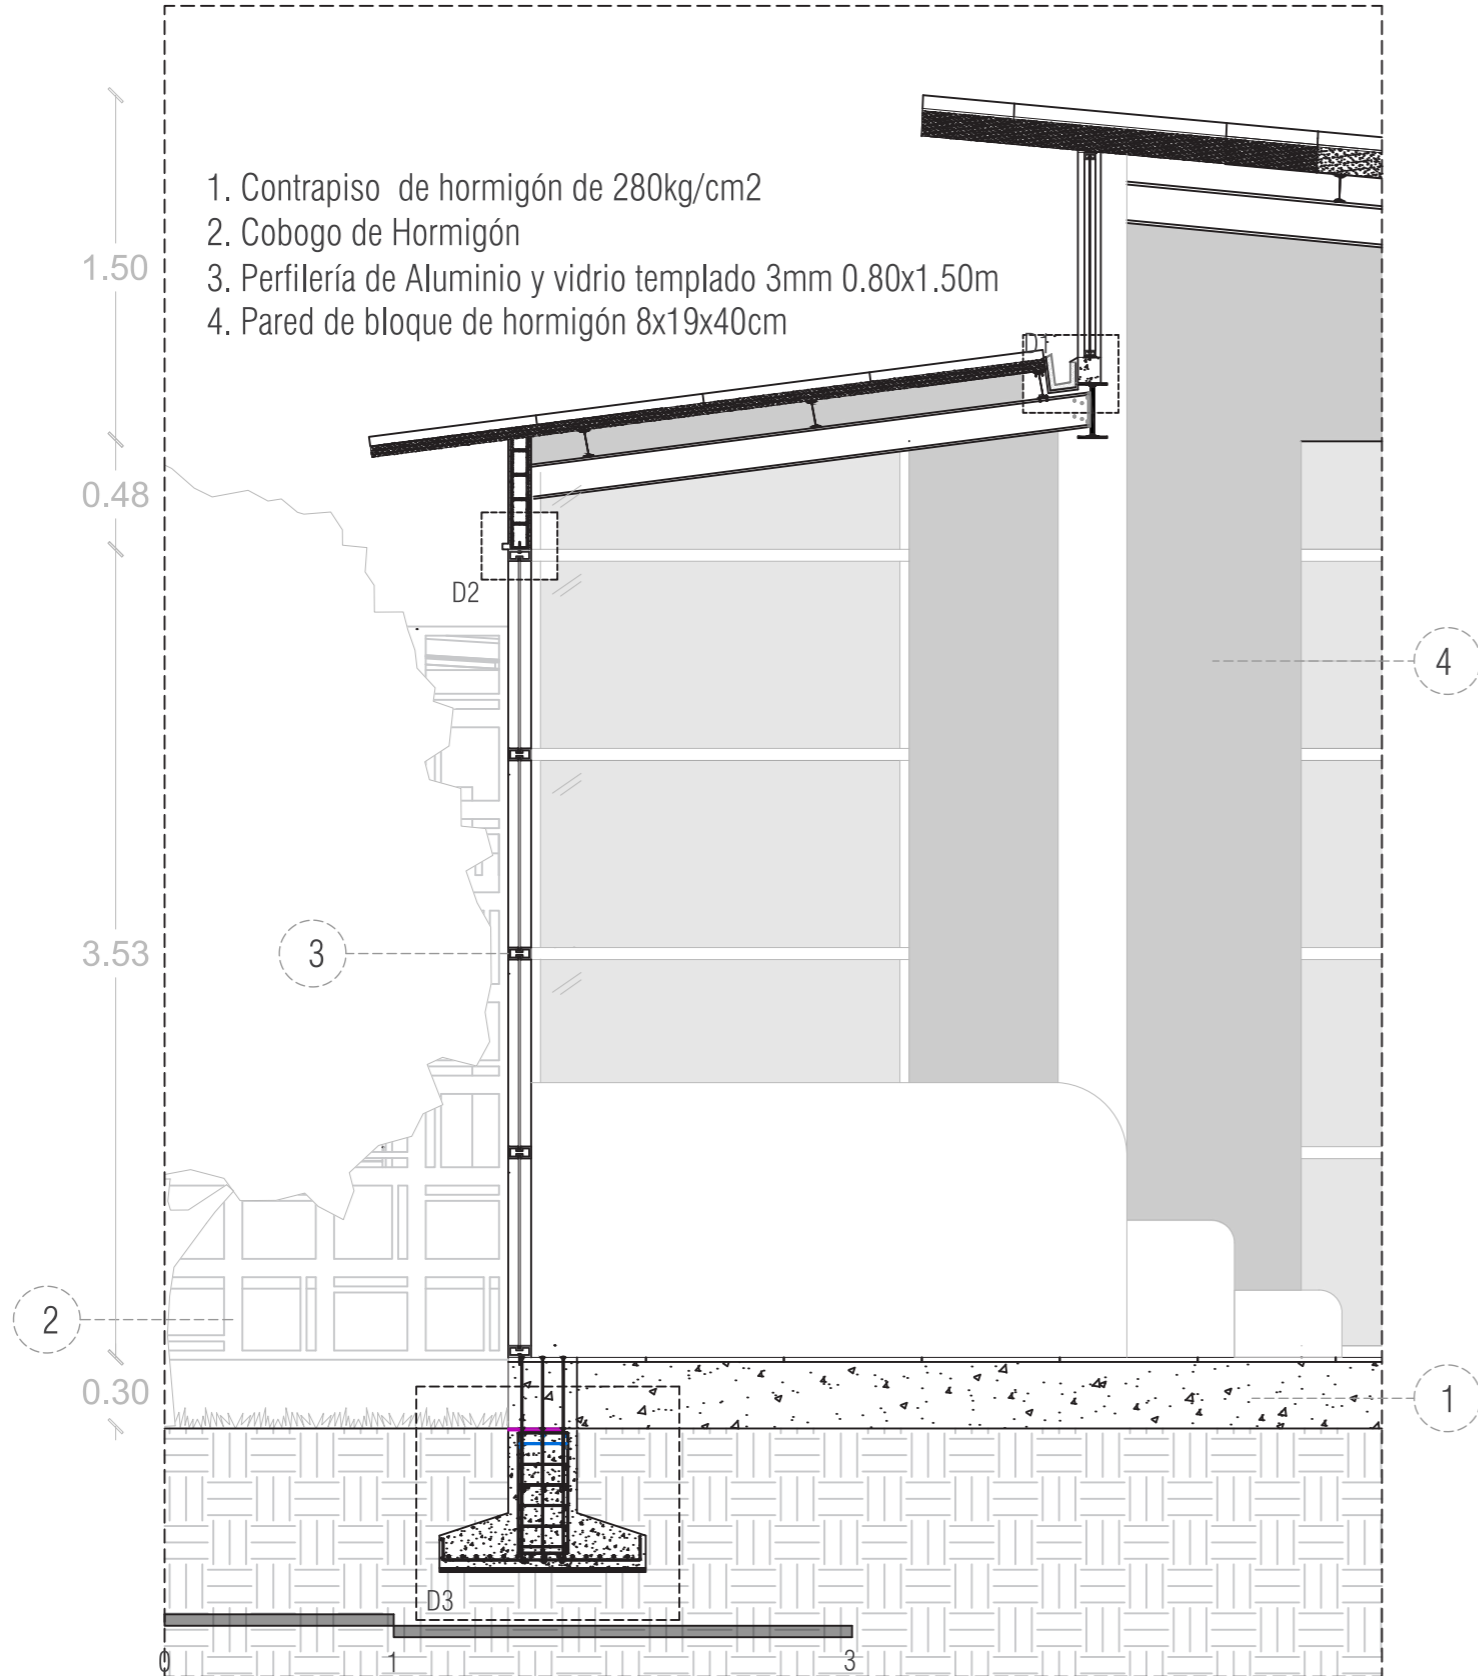 1. Contrapiso  de hormigón de 280kg/cm2
2. Cobogo de Hormigón
3. Perfilería de Aluminio y vidrio templado 3mm 0.80x1.50m
4. Pared de bloque de hormigón 8x19x40cm
1.50
0.48
D2
4
3.53
3
2
0.30
1
D3
0
1
3